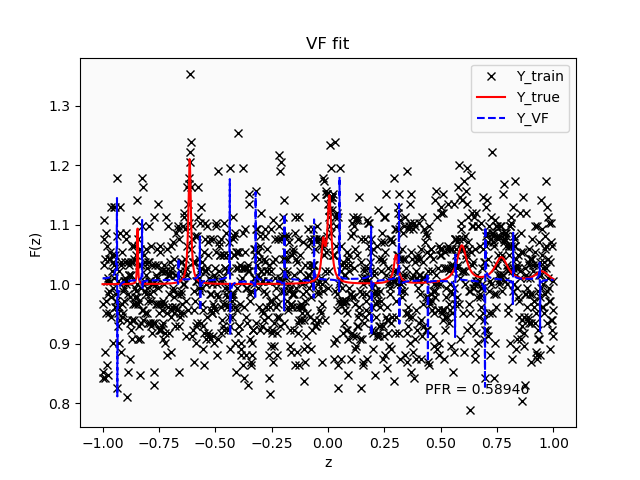 VF fit
Y_train
Y_true
Y_VF
F(z)
1.3
1.2
1.1
1.0
0.9
0.8
PFR = 0.58946
−1.00 −0.75 −0.50 −0.25 0.00 0.25 0.50 0.75 1.00
z